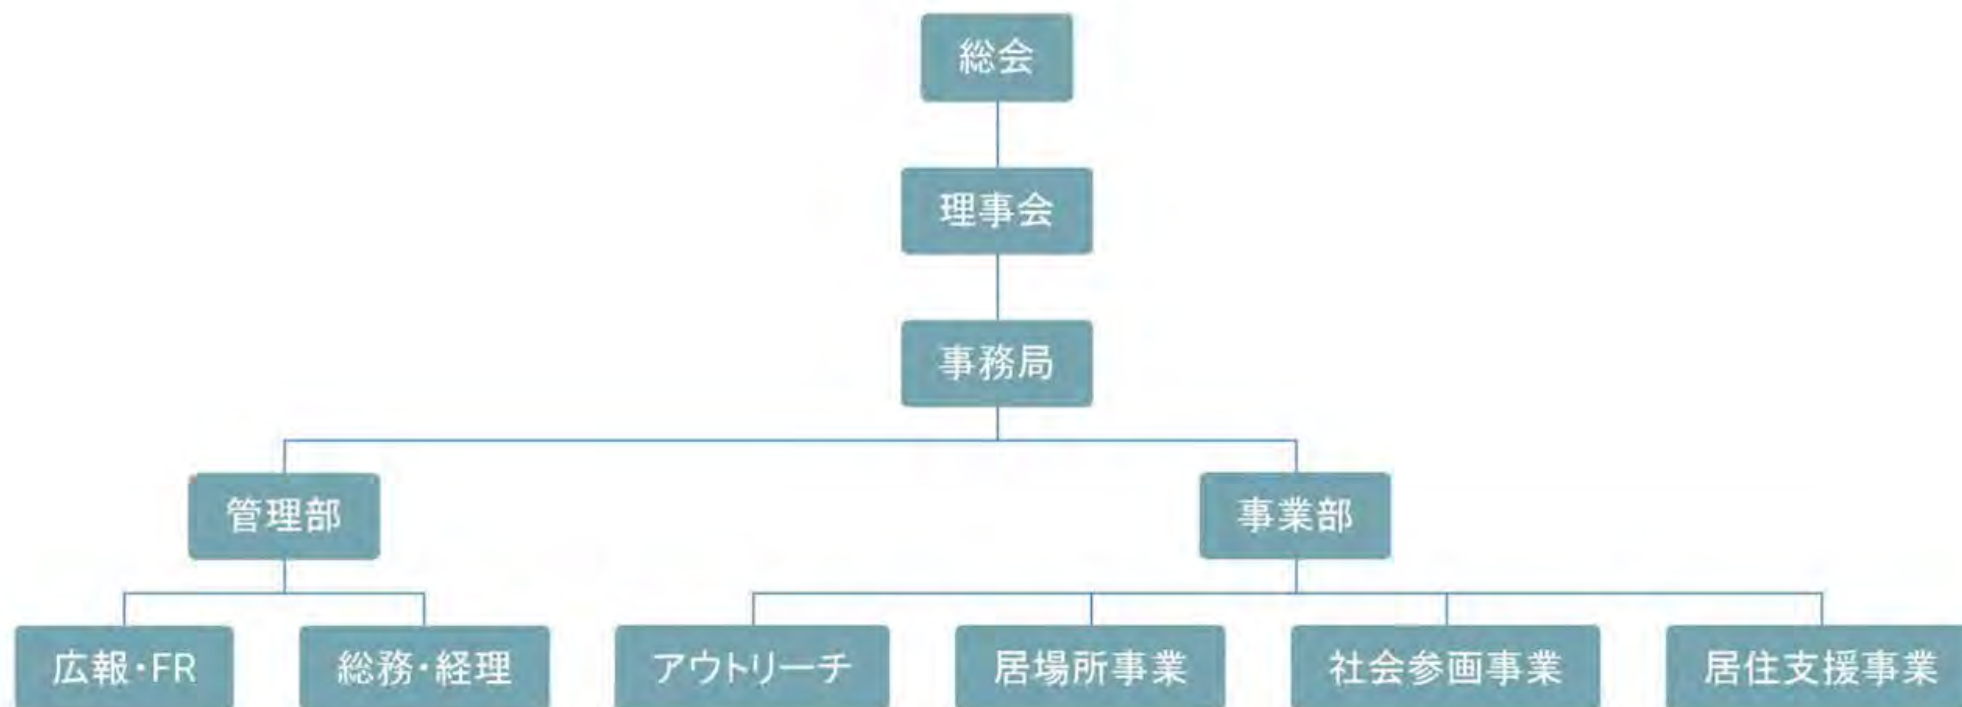 総会
理事会
事務局
管理部
事業部
広報・FR
総務・経理
アウトリーチ
居場所事業
社会参画事業
居住支援事業